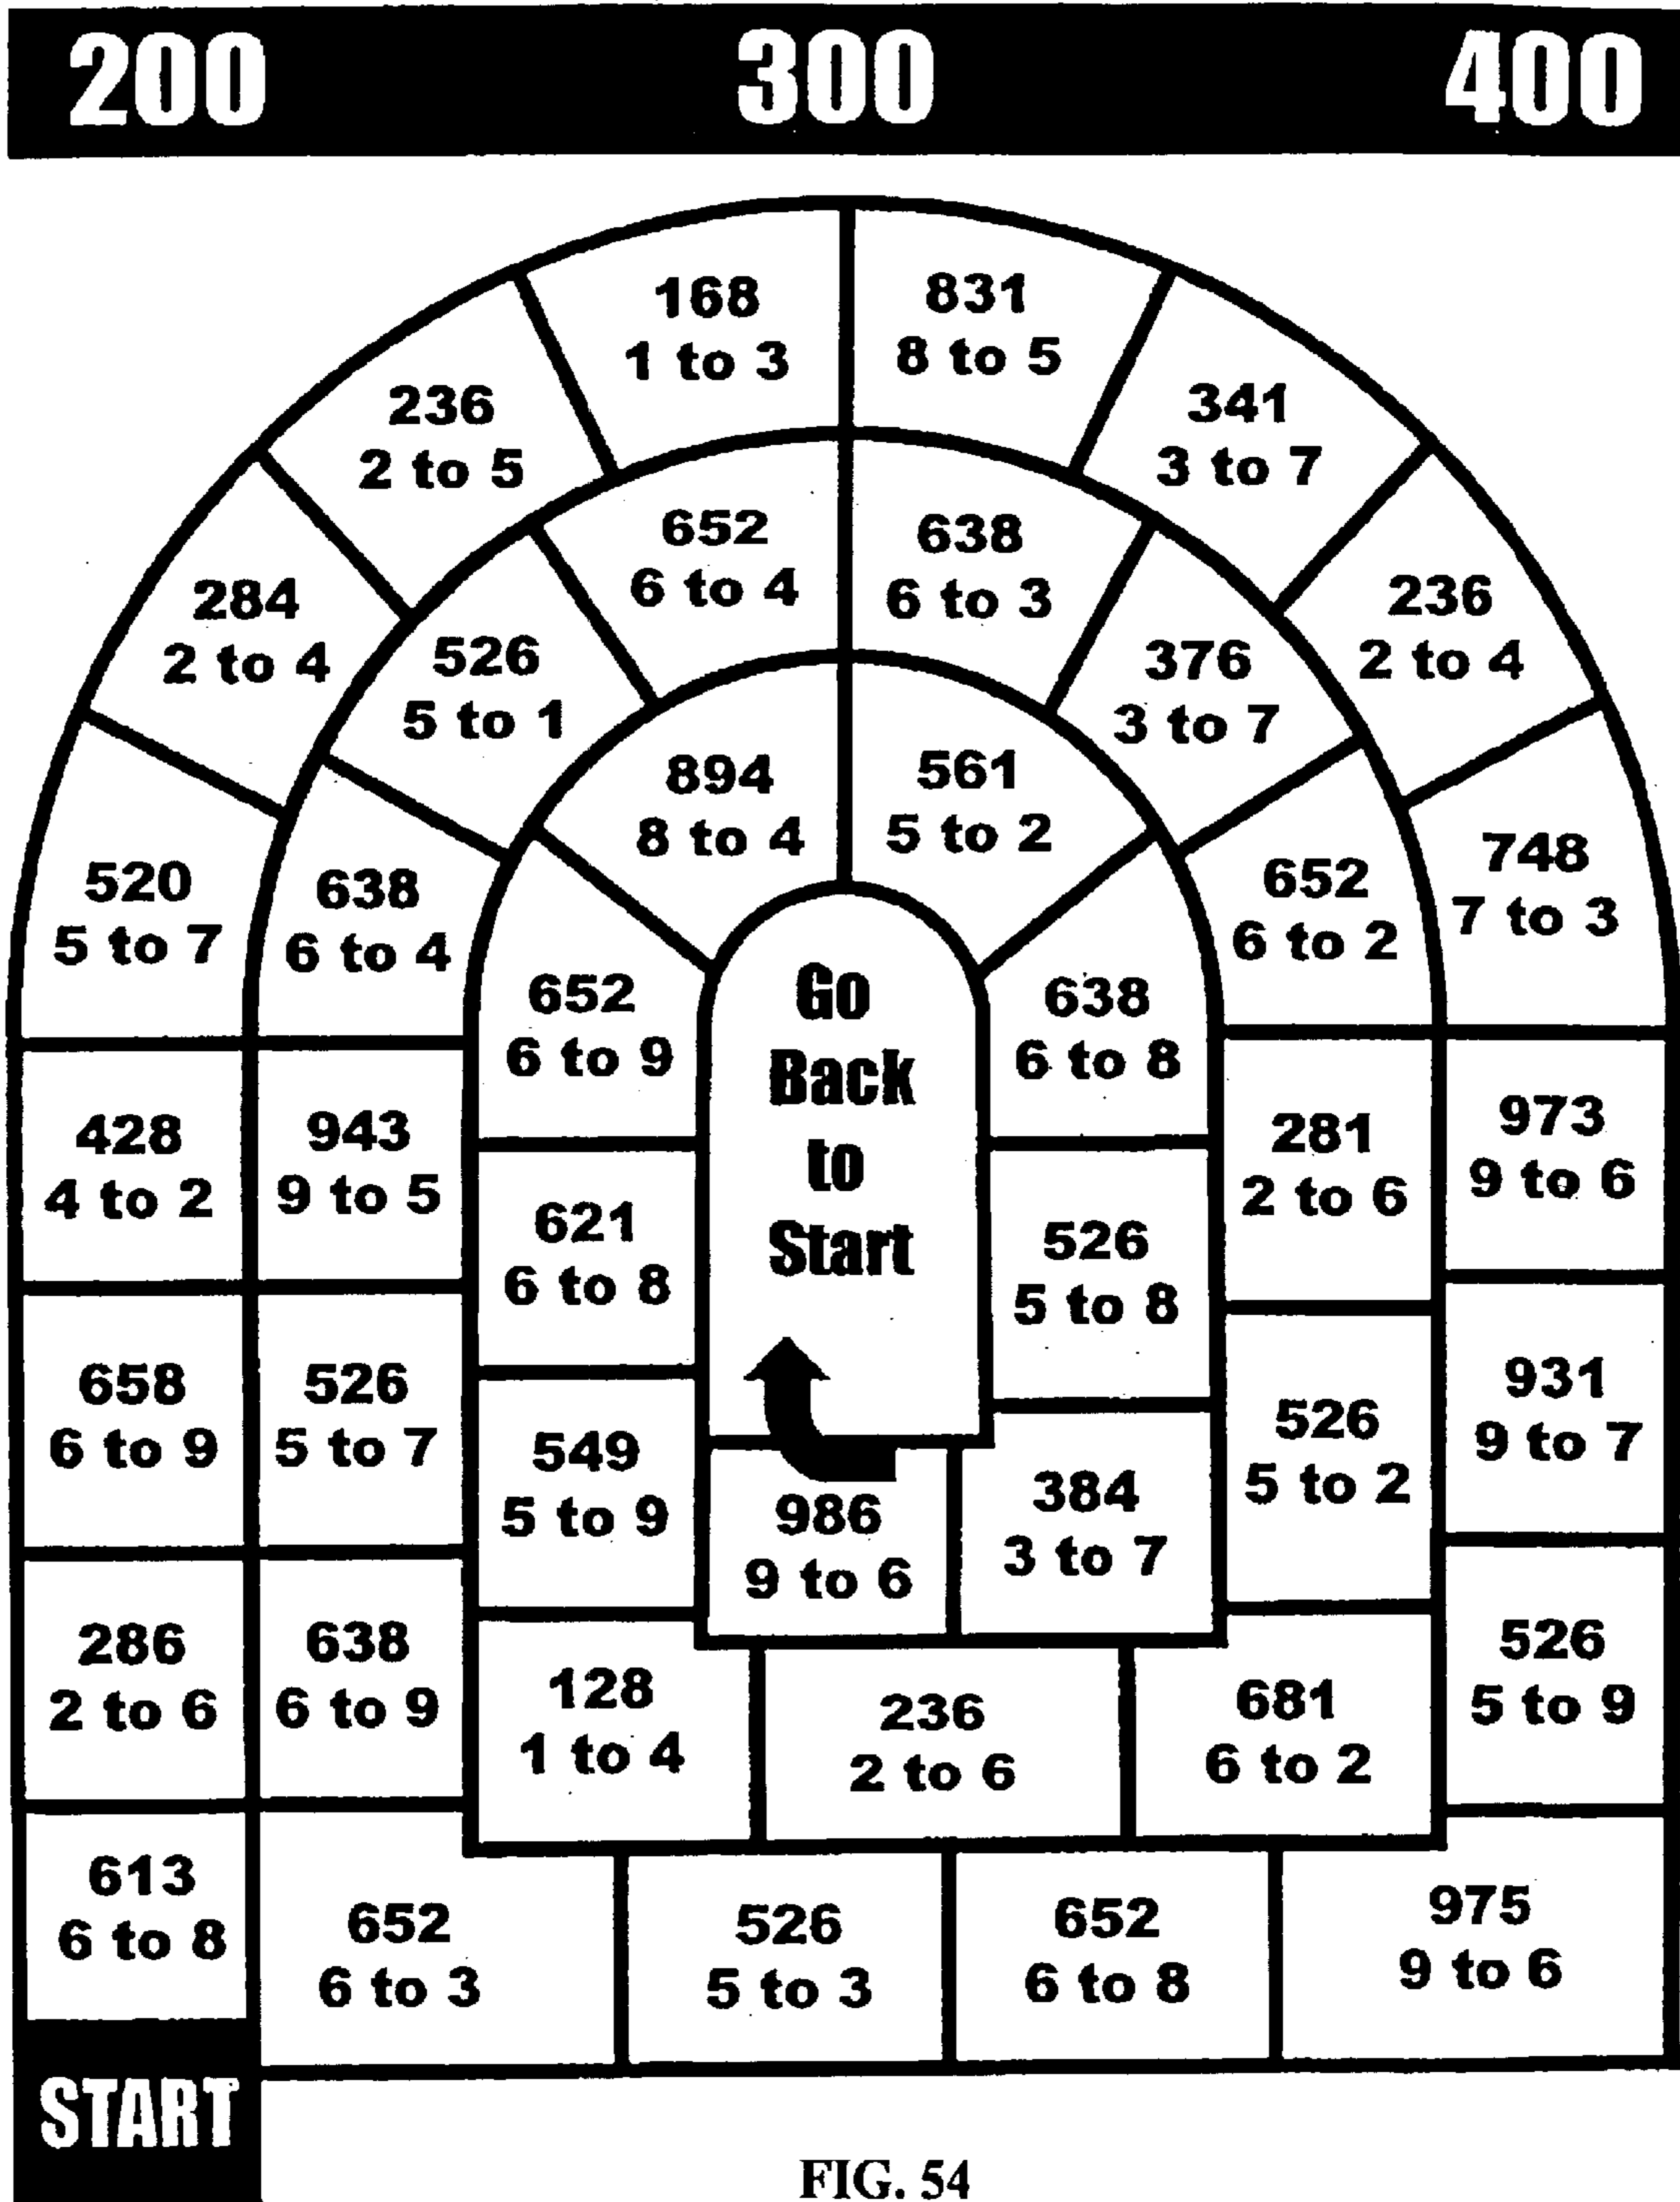 200 300 400
613
6 to 8
286
2 to 6
658
6 to 9
428
4 to 2
520
5 to 7
284
2 to 4
236
2 to 5
168
1 to 3
831
8 to 5
341
3 to 7
236
2 to 4
748
7 to 3
973
9 to 6
931
9 to 7
526
5 to 9
975
9 to 6
652
6 to 8
526
5 to 3
652
6 to 3
638
6 to 9
526
5 to 7
943
9 to 5
638
6 to 4
526
5 to 1
652
6 to 4
638
6 to 3
376
3 to 7
652
6 to 2
281
2 to 6
526
5 to 2
681
6 to 2
236
2 to 6
128
1 to 4
549
5 to 9
621
6 to 8
652
6 to 9
894
8 to 4
561
5 to 2
638
6 to 8
526
5 to 8
384
3 to 7
986
9 to 6
Go
Back
to
Start
START
FIG. 54